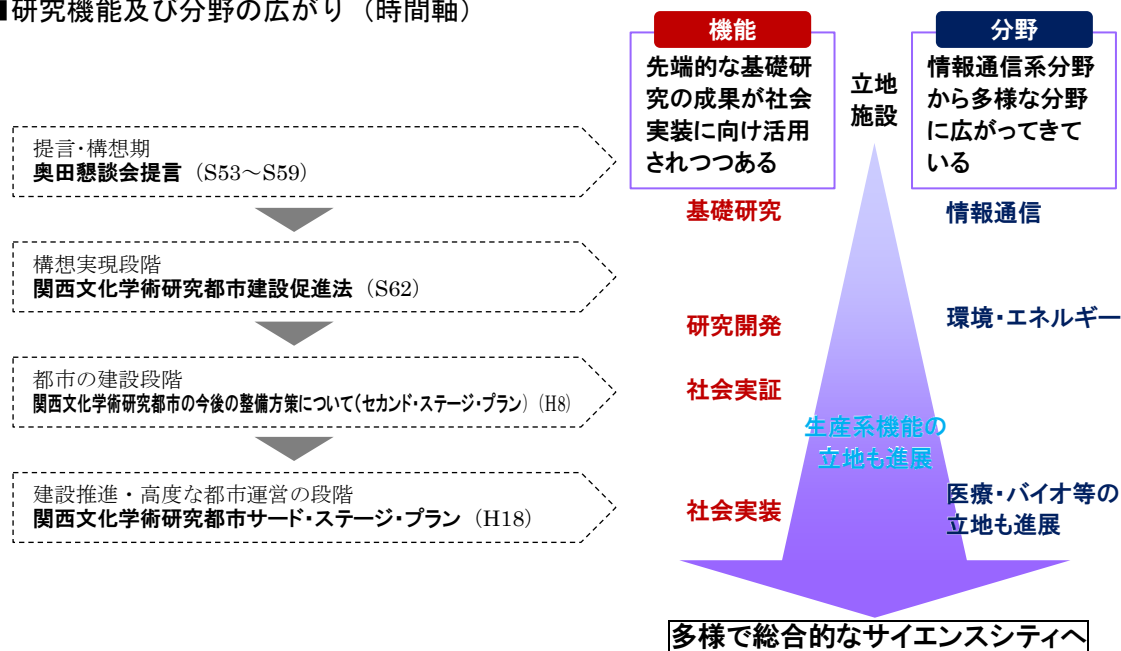 ■研究機能及び分野の広がり（時間軸）
提言・構想期
奥田懇談会提言（S53～S59）
構想実現段階
関西文化学術研究都市建設促進法（S62）
都市の建設段階
関西文化学術研究都市の今後の整備方策について（セカンド・ステージ・プラン）（H8）
建設推進・高度な都市運営の段階
関西文化学術研究都市サード・ステージ・プラン（H18）
機能
先端的な基礎研
究の成果が社会
実装に向け活用
されつつある
立地
施設
分野
情報通信系分野
から多様な分野
に広がってきて
いる
基礎研究
情報通信
研究開発
環境・エネルギー
社会実証
生産系機能の
立地も進展
社会実装
医療・バイオ等の
立地も進展
多様で総合的なサイエンスシティへ